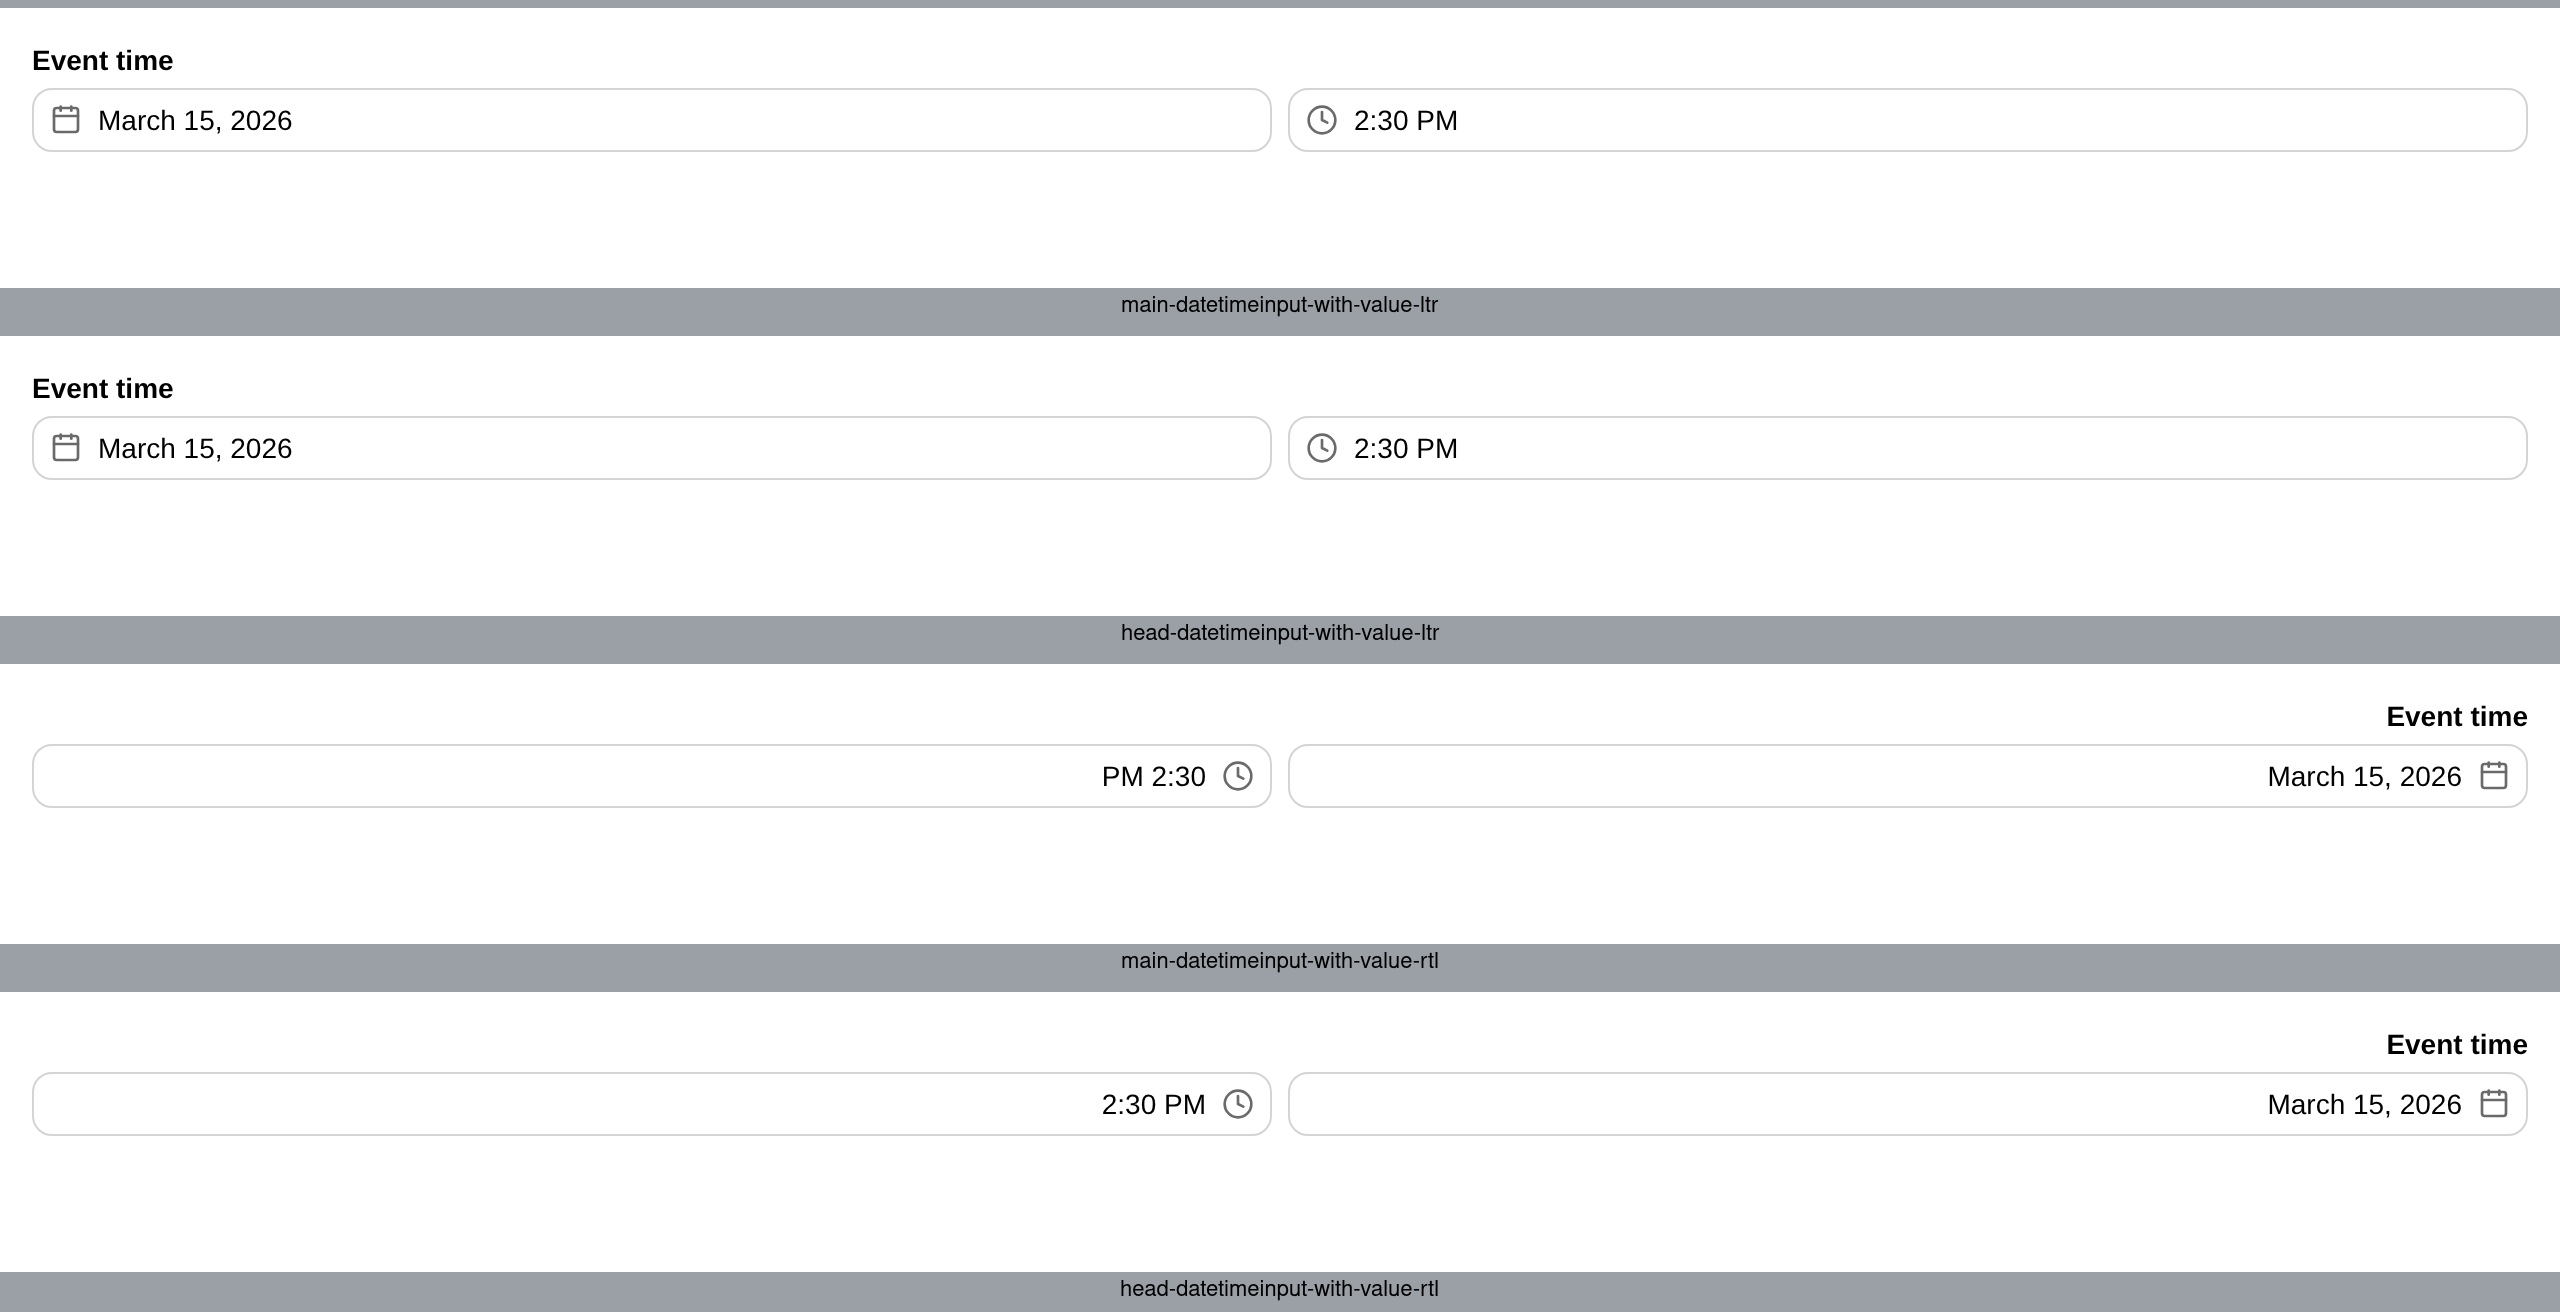 Event time
March 15, 2026
2:30 PM
main-datetimeinput-with-value-ltr
Event time
March 15, 2026
2:30 PM
head-datetimeinput-with-value-ltr
Event time
PM 2:30
March 15, 2026
main-datetimeinput-with-value-rtl
Event time
2:30 PM
March 15, 2026
head-datetimeinput-with-value-rtl